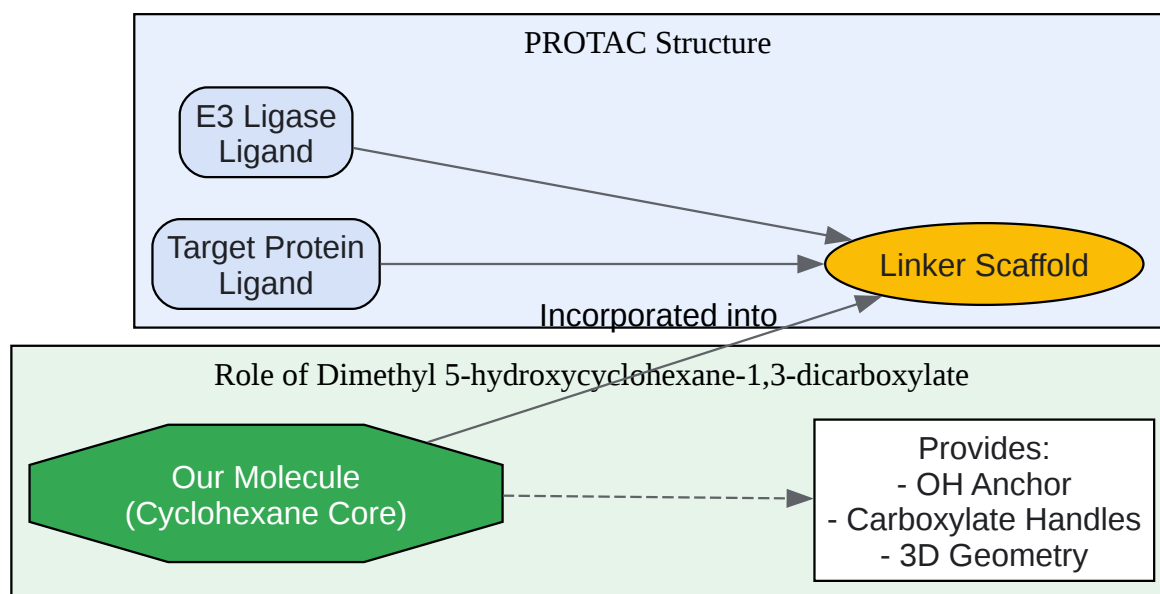 PROTAC Structure
E3 Ligase
Ligand
Target Protein
Ligand
Linker Scaffold
Incorporated into
Role of Dimethyl 5-hydroxycyclohexane-1,3-dicarboxylate
Our Molecule
(Cyclohexane Core)
Provides:
- OH Anchor
- Carboxylate Handles
- 3D Geometry